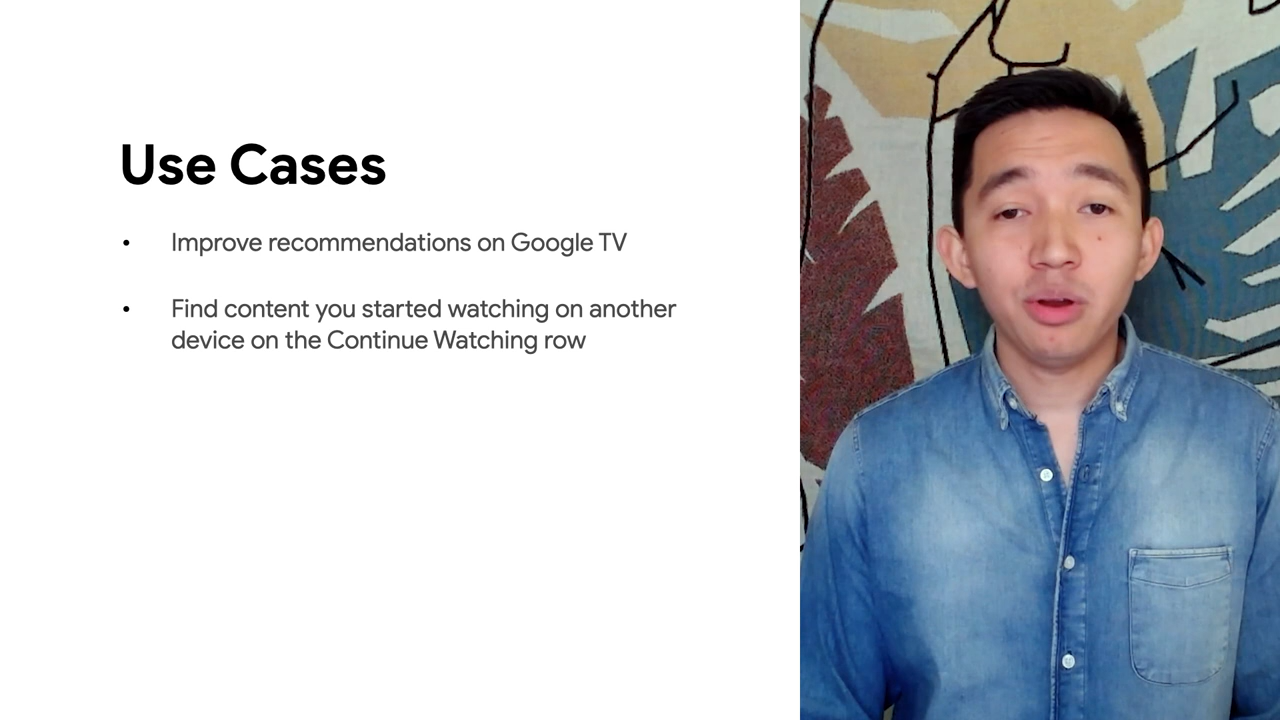 Use Cases
• Improve recommendations on Google TV
• Find content you started watching on another
device on the Continue Watching row